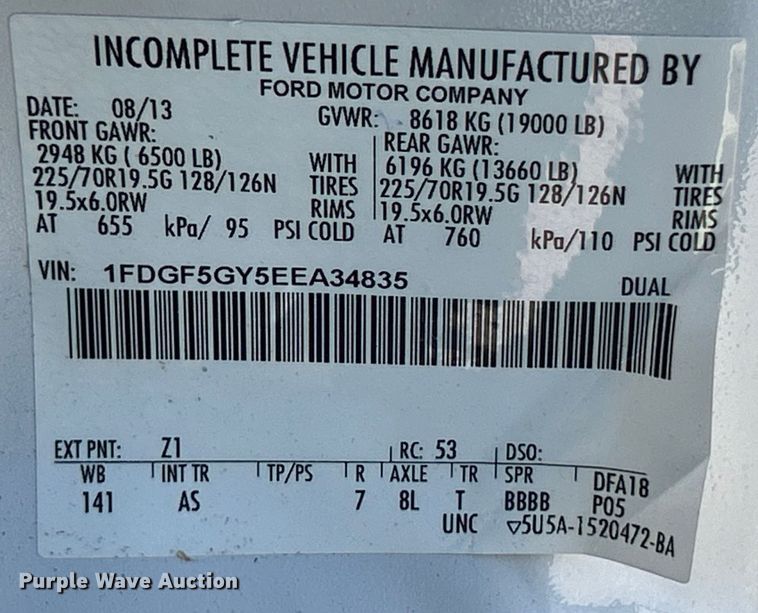 INCOMPLETE VEHICLE MANUFACTURED BY
FORD MOTOR COMPANY
DATE: 08/13 GVWR: 8618 KG (19000 LB)
FRONT GAWR: REAR GAWR:
2948 KG ( 6500 LB) WITH 6196 KG (13660 LB) WITH
225/70R19.5G 128/126N TIRES 225/70R19.5G 128/126N TIRES
19.5x6.0RW RIMS 19.5x6.0RW RIMS
AT 655 kPa/ 95 PSI COLD AT 760 kPa/110 PSI COLD
VIN: 1FDGF5GY5EEA34835 DUAL
EXT PNT: Z1 RC: 53 DSO:
WB INT TR TP/PS R AXLE TR SPR DFA18
141 AS 7 8L T BBBB P05
UNC ▽5U5A-1520472-BA
Purple Wave Auction